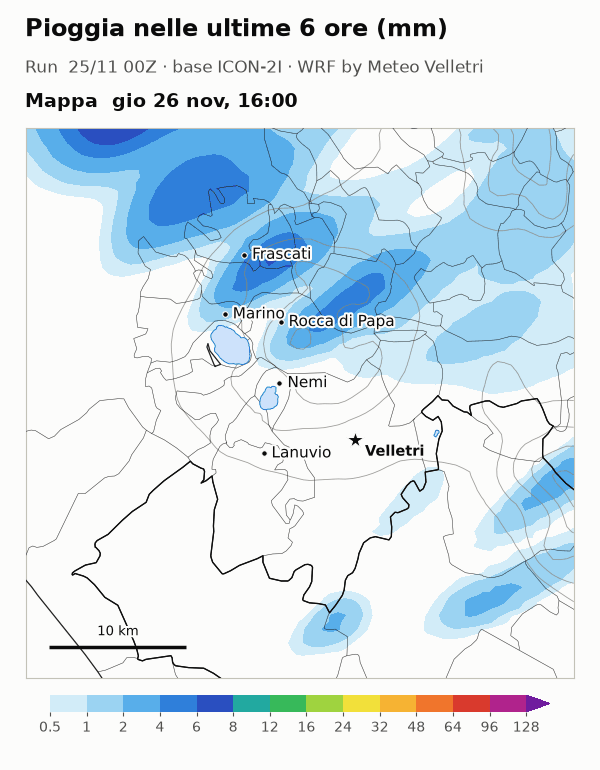 Pioggia nelle ultime 6 ore (mm)
Run  25/11 00Z · base ICON-2I · WRF by Meteo Velletri
Mappa  gio 26 nov, 16:00
Frascati
Marino
Rocca di Papa
Nemi
Velletri
Lanuvio
10 km
0.5 1 2 4 6 8 12 16 24 32 48 64 96 128